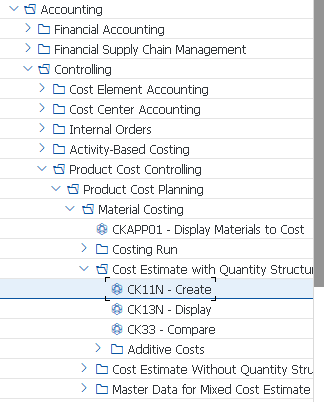 Accounting
Financial Accounting
Financial Supply Chain Management
Controlling
Cost Element Accounting
Cost Center Accounting
Internal Orders
Activity-Based Costing
Product Cost Controlling
Product Cost Planning
Material Costing
CKAPP01 - Display Materials to Cost
Costing Run
Cost Estimate with Quantity Structur
CK11N - Create
CK13N - Display
CK33 - Compare
Additive Costs
Cost Estimate Without Quantity Stru
Master Data for Mixed Cost Estimate